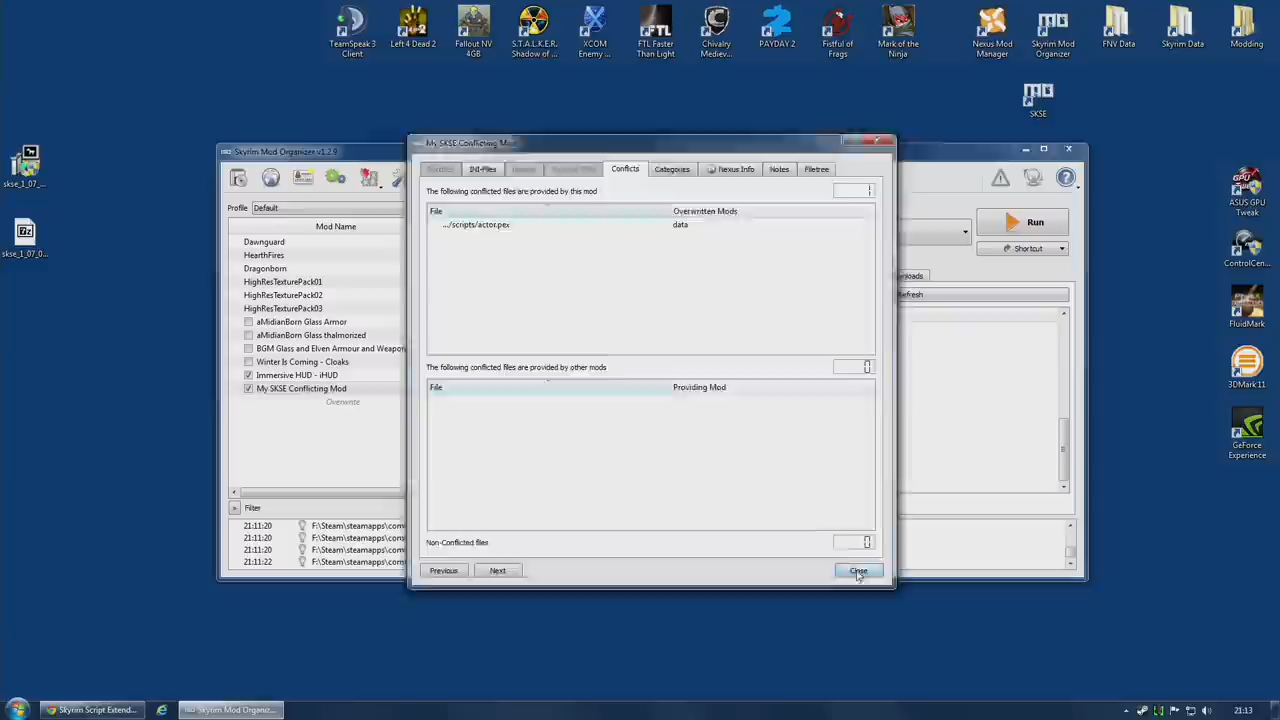 TeamSpeak 3 Client
Left 4 Dead 2
Fallout NV 4GB
S.T.A.L.K.E.R. Shadow of ...
XCOM Enemy ...
FTL Faster Than Light
Chivalry Mediev...
PAYDAY 2
Fistful of Frags
Mark of the Ninja
Nexus Mod Manager
Skyrim Mod Organizer
FNV Data
Skyrim Data
Modding
SKSE
skse_1_07_...
skse_1_07_0...
ASUS GPU Tweak
ControlCen...
FluidMark
3DMark 11
GeForce Experience
Skyrim Mod Organizer v1.2.9
Profile
Default
Mod Name
Dawnguard
HearthFires
Dragonborn
HighResTexturePack01
HighResTexturePack02
HighResTexturePack03
aMidianBorn Glass Armor
aMidianBorn Glass thalmorized
BGM Glass and Elven Armour and Weapon
Winter Is Coming - Cloaks
Immersive HUD - iHUD
My SKSE Conflicting Mod
Overwrite
Filter
21:11:20 F:\Steam\steamapps\com
21:11:20 F:\Steam\steamapps\com
21:11:20 F:\Steam\steamapps\com
21:11:22 F:\Steam\steamapps\com
Run
Shortcut
Refresh
My SKSE Conflicting Mod
INI-Files
Conflicts
Categories
Nexus Info
Notes
Filetree
The following conflicted files are provided by this mod
1
File Overwritten Mods
.../scripts/actor.pex data
The following conflicted files are provided by other mods
0
File Providing Mod
Non-Conflicted files
0
Previous
Next
Close
Skyrim Script Extend...
Skyrim Mod Organiz...
21:13